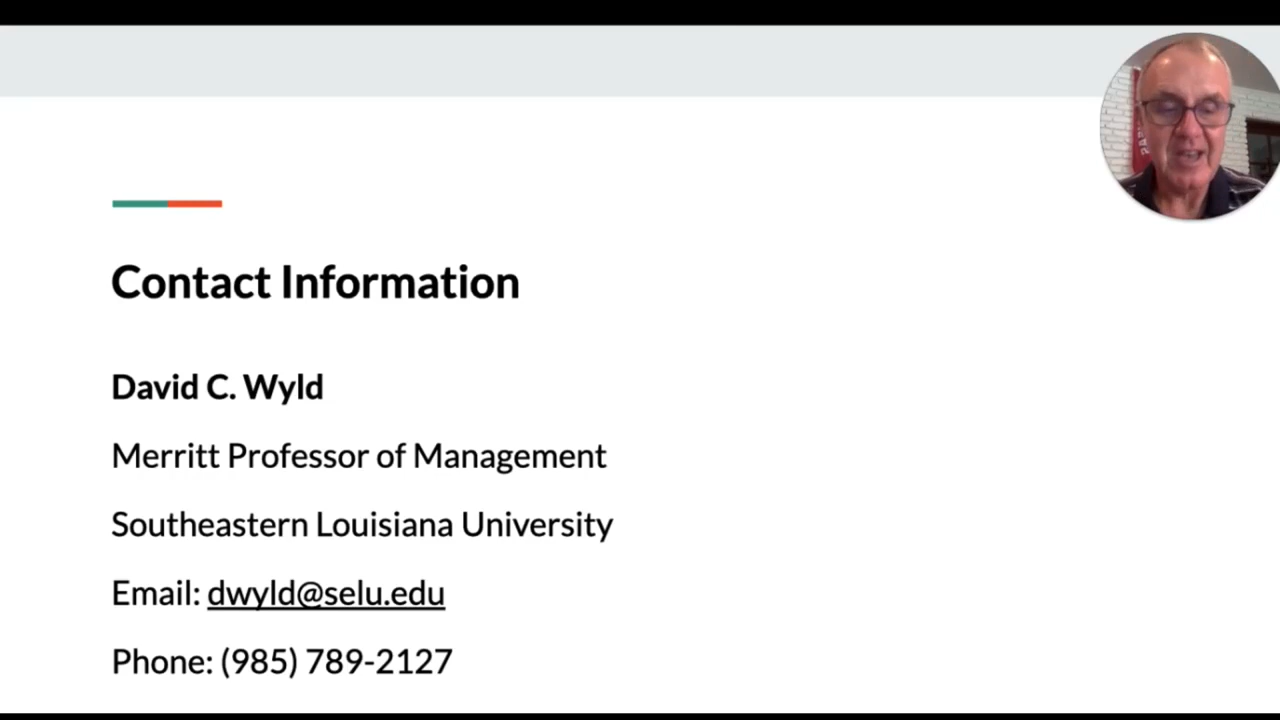 Contact Information
David C. Wyld
Merritt Professor of Management
Southeastern Louisiana University
Email: dwyld@selu.edu
Phone: (985) 789-2127